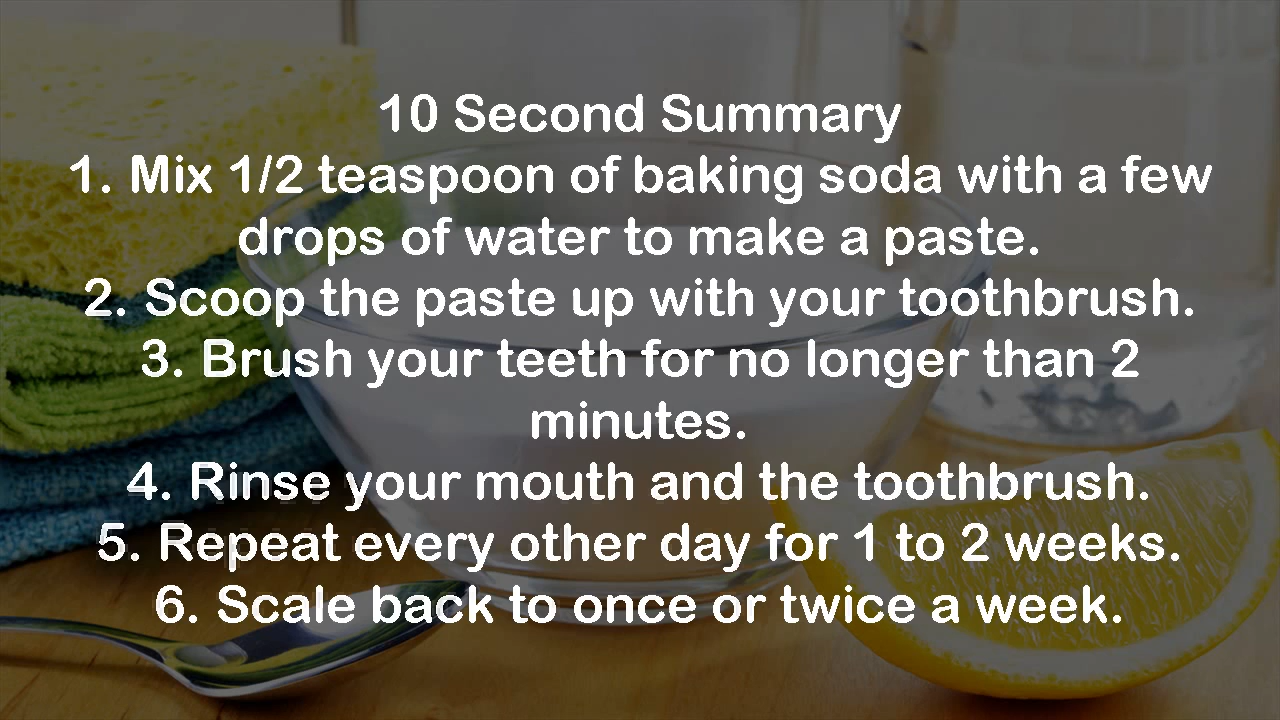 10 Second Summary
1. Mix 1/2 teaspoon of baking soda with a few
drops of water to make a paste.
2. Scoop the paste up with your toothbrush.
3. Brush your teeth for no longer than 2
minutes.
4. Rinse your mouth and the toothbrush.
5. Repeat every other day for 1 to 2 weeks.
6. Scale back to once or twice a week.